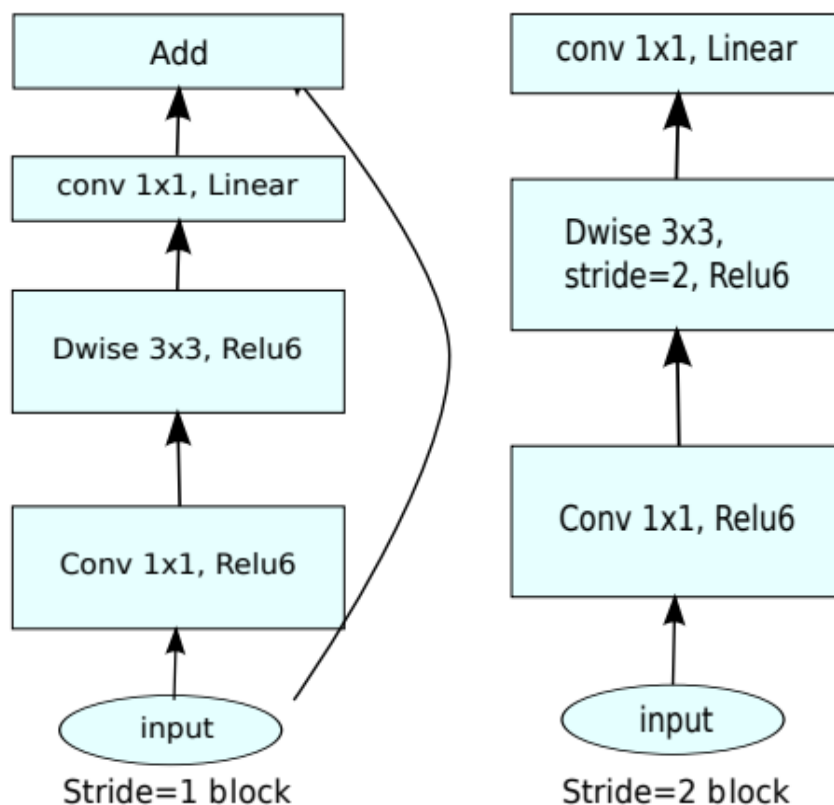 Add
conv 1x1, Linear
Dwise 3x3, Relu6
Conv 1x1, Relu6
input
Stride=1 block
conv 1x1, Linear
Dwise 3x3,
stride=2, Relu6
Conv 1x1, Relu6
input
Stride=2 block